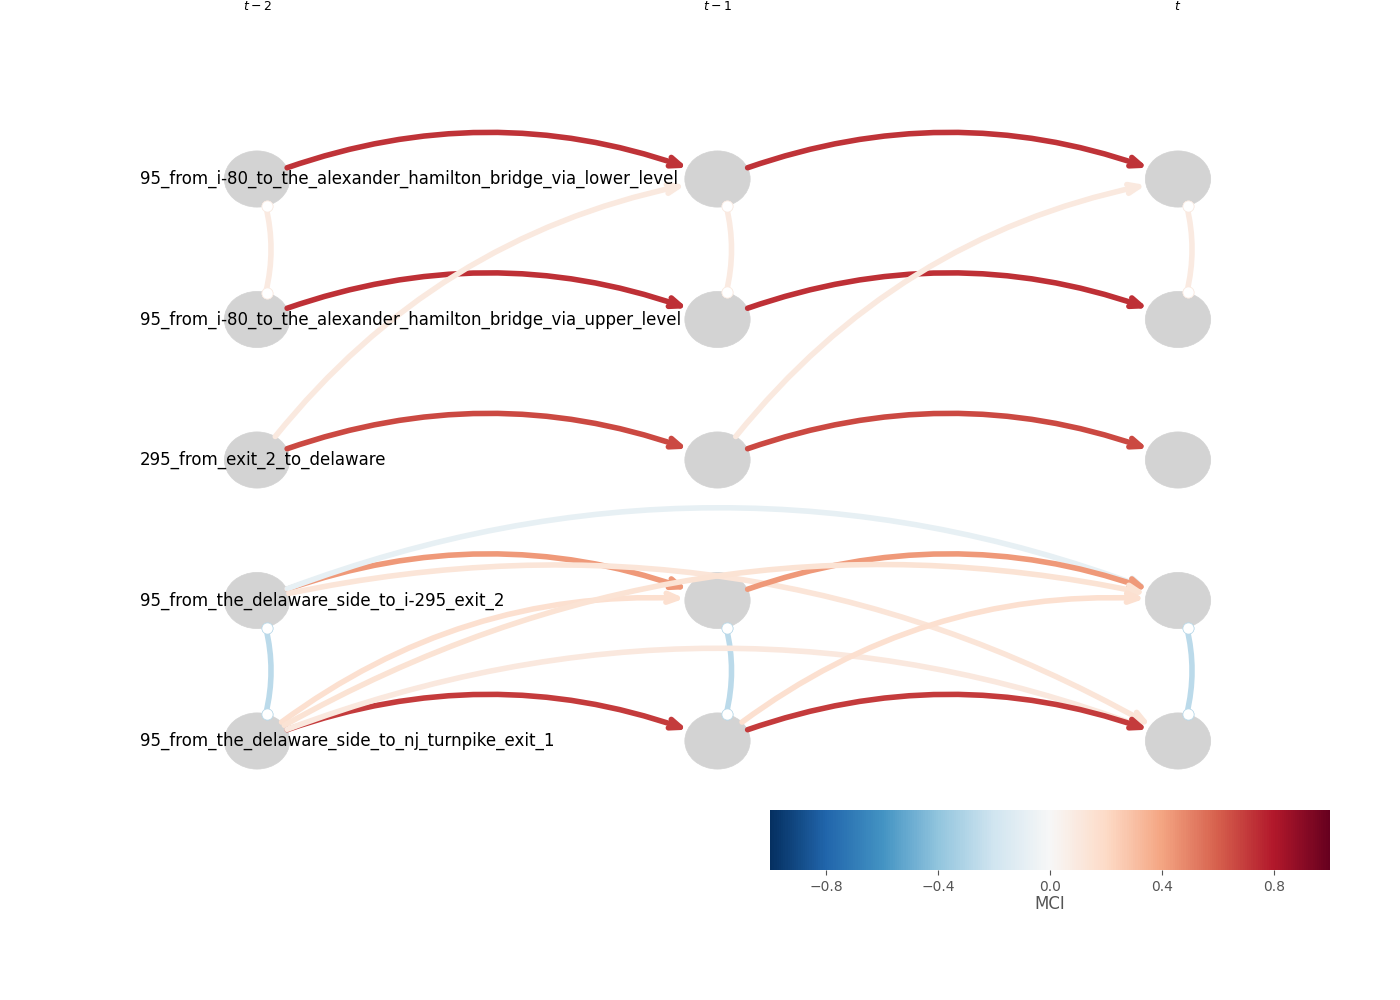 t − 2 t − 1 t
95_from_i-80_to_the_alexander_hamilton_bridge_via_lower_level
95_from_i-80_to_the_alexander_hamilton_bridge_via_upper_level
295_from_exit_2_to_delaware
95_from_the_delaware_side_to_i-295_exit_2
95_from_the_delaware_side_to_nj_turnpike_exit_1
−0.8 −0.4 0.0 0.4 0.8
MCI